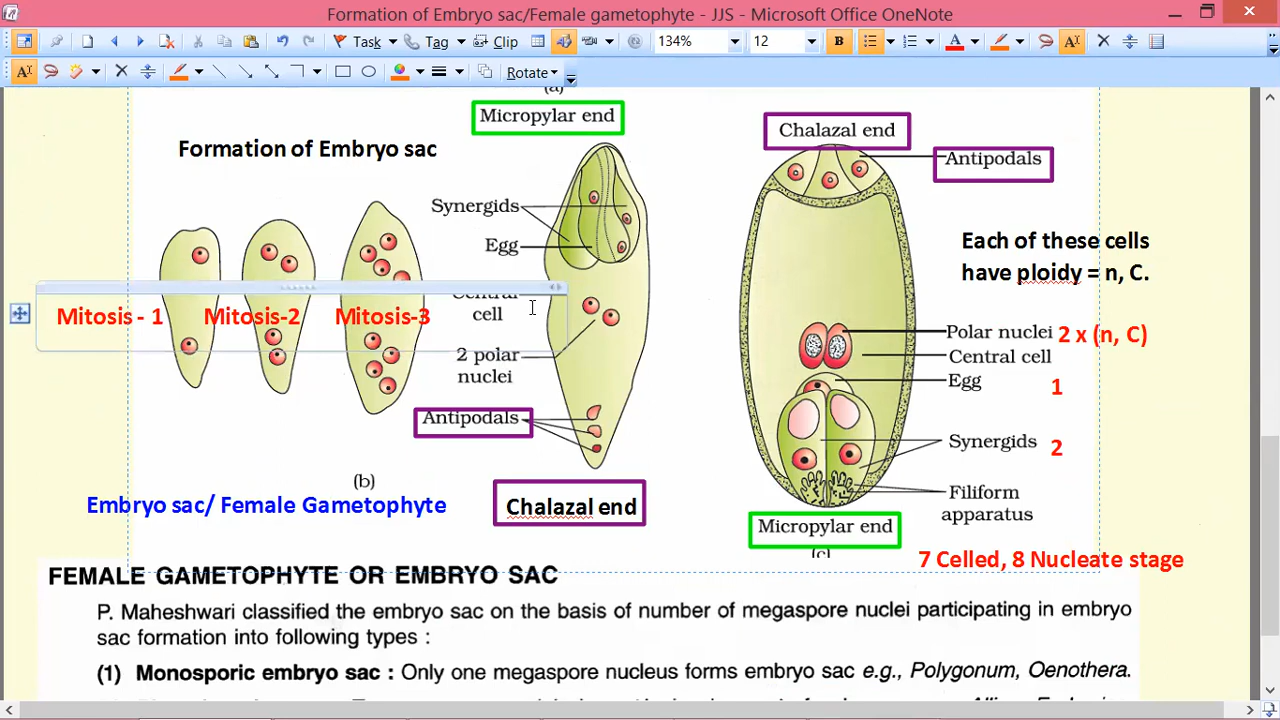 Formation of Embryo sac/Female gametophyte - JJS - Microsoft Office OneNote
Task
Tag
Clip
134%
12
B
A
Rotate
(a)
Micropylar end
Chalazal end
Formation of Embryo sac
Antipodals
Synergids
Egg
Each of these cells
have ploidy = n, C.
Central
cell
Mitosis - 1
Mitosis-2
Mitosis-3
Polar nuclei 2 x (n, C)
Central cell
2 polar
nuclei
Egg 1
Antipodals
Synergids 2
(b)
Embryo sac/ Female Gametophyte
Chalazal end
Filiform
apparatus
Micropylar end
(c)
7 Celled, 8 Nucleate stage
FEMALE GAMETOPHYTE OR EMBRYO SAC
P. Maheshwari classified the embryo sac on the basis of number of megaspore nuclei participating in embryo
sac formation into following types :
(1) Monosporic embryo sac : Only one megaspore nucleus forms embryo sac e.g., Polygonum, Oenothera.